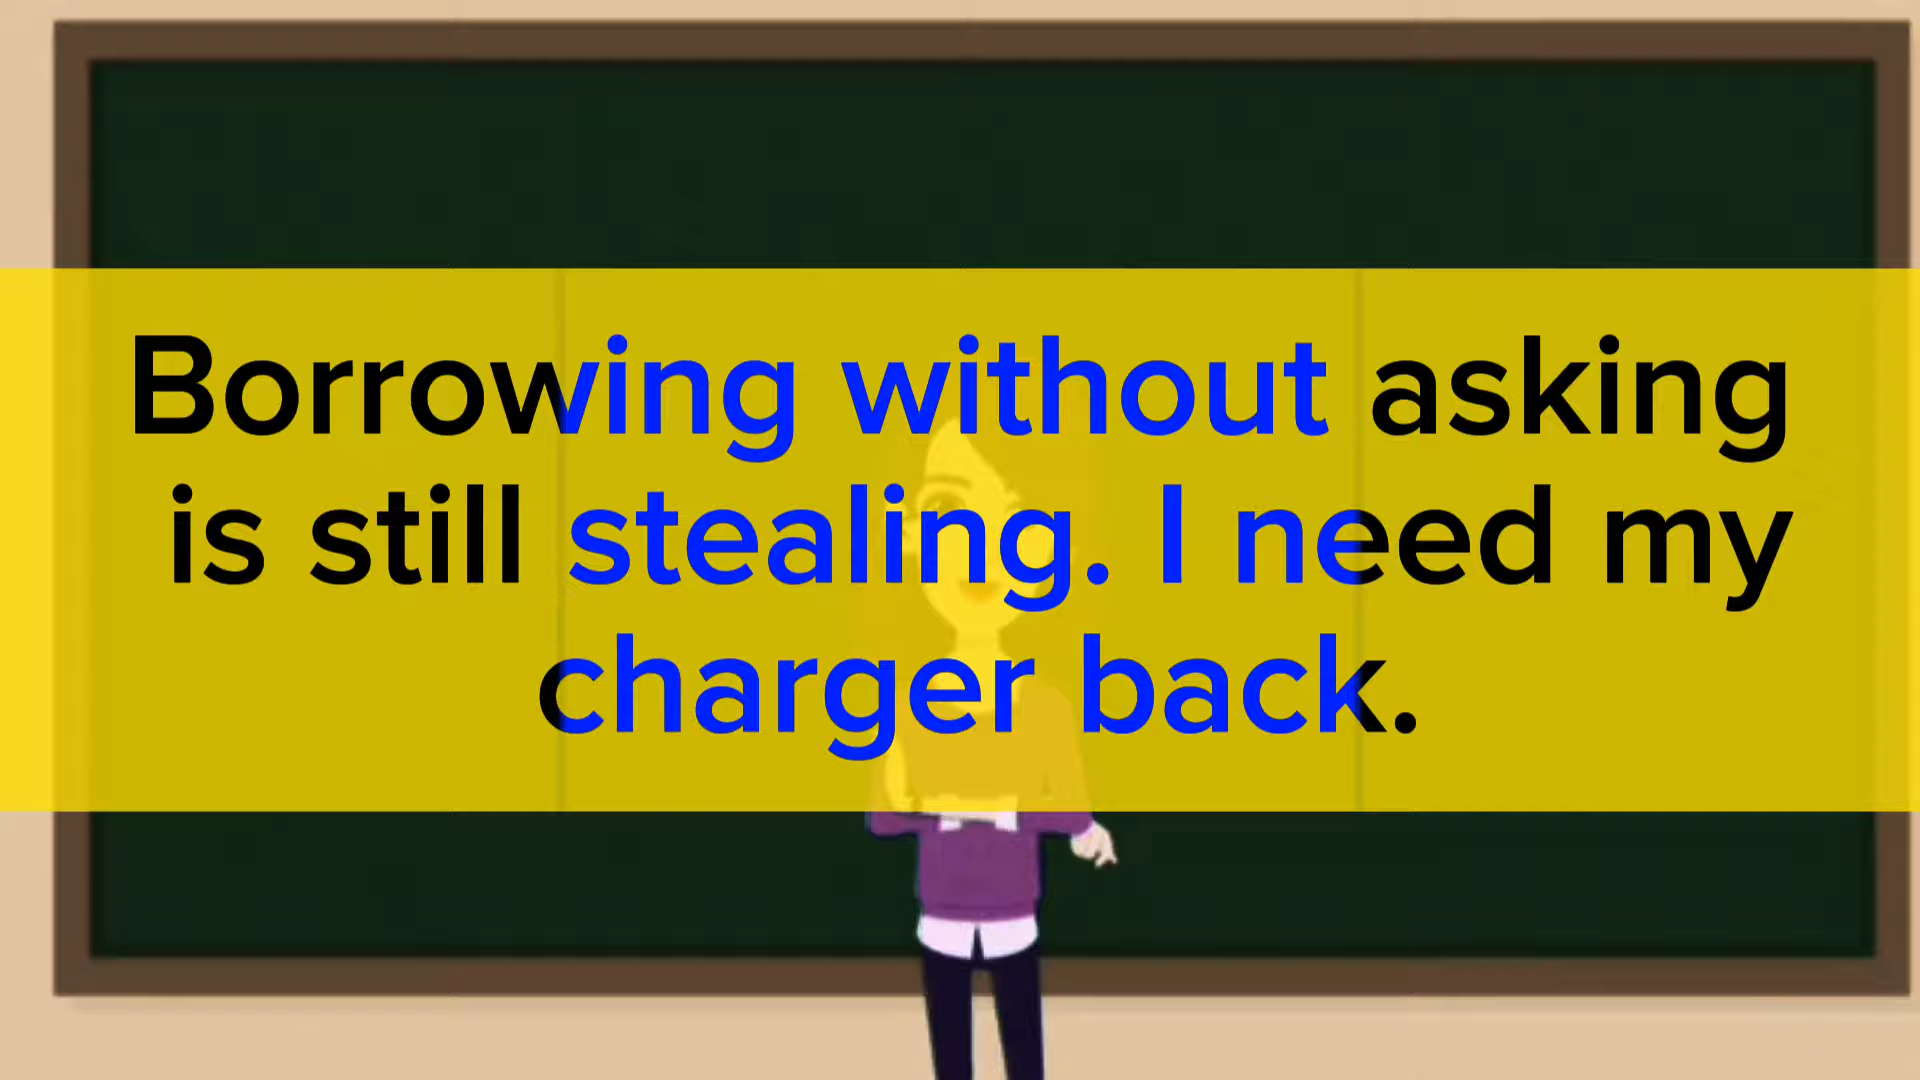 Borrowing without asking
is still stealing. I need my
charger back.